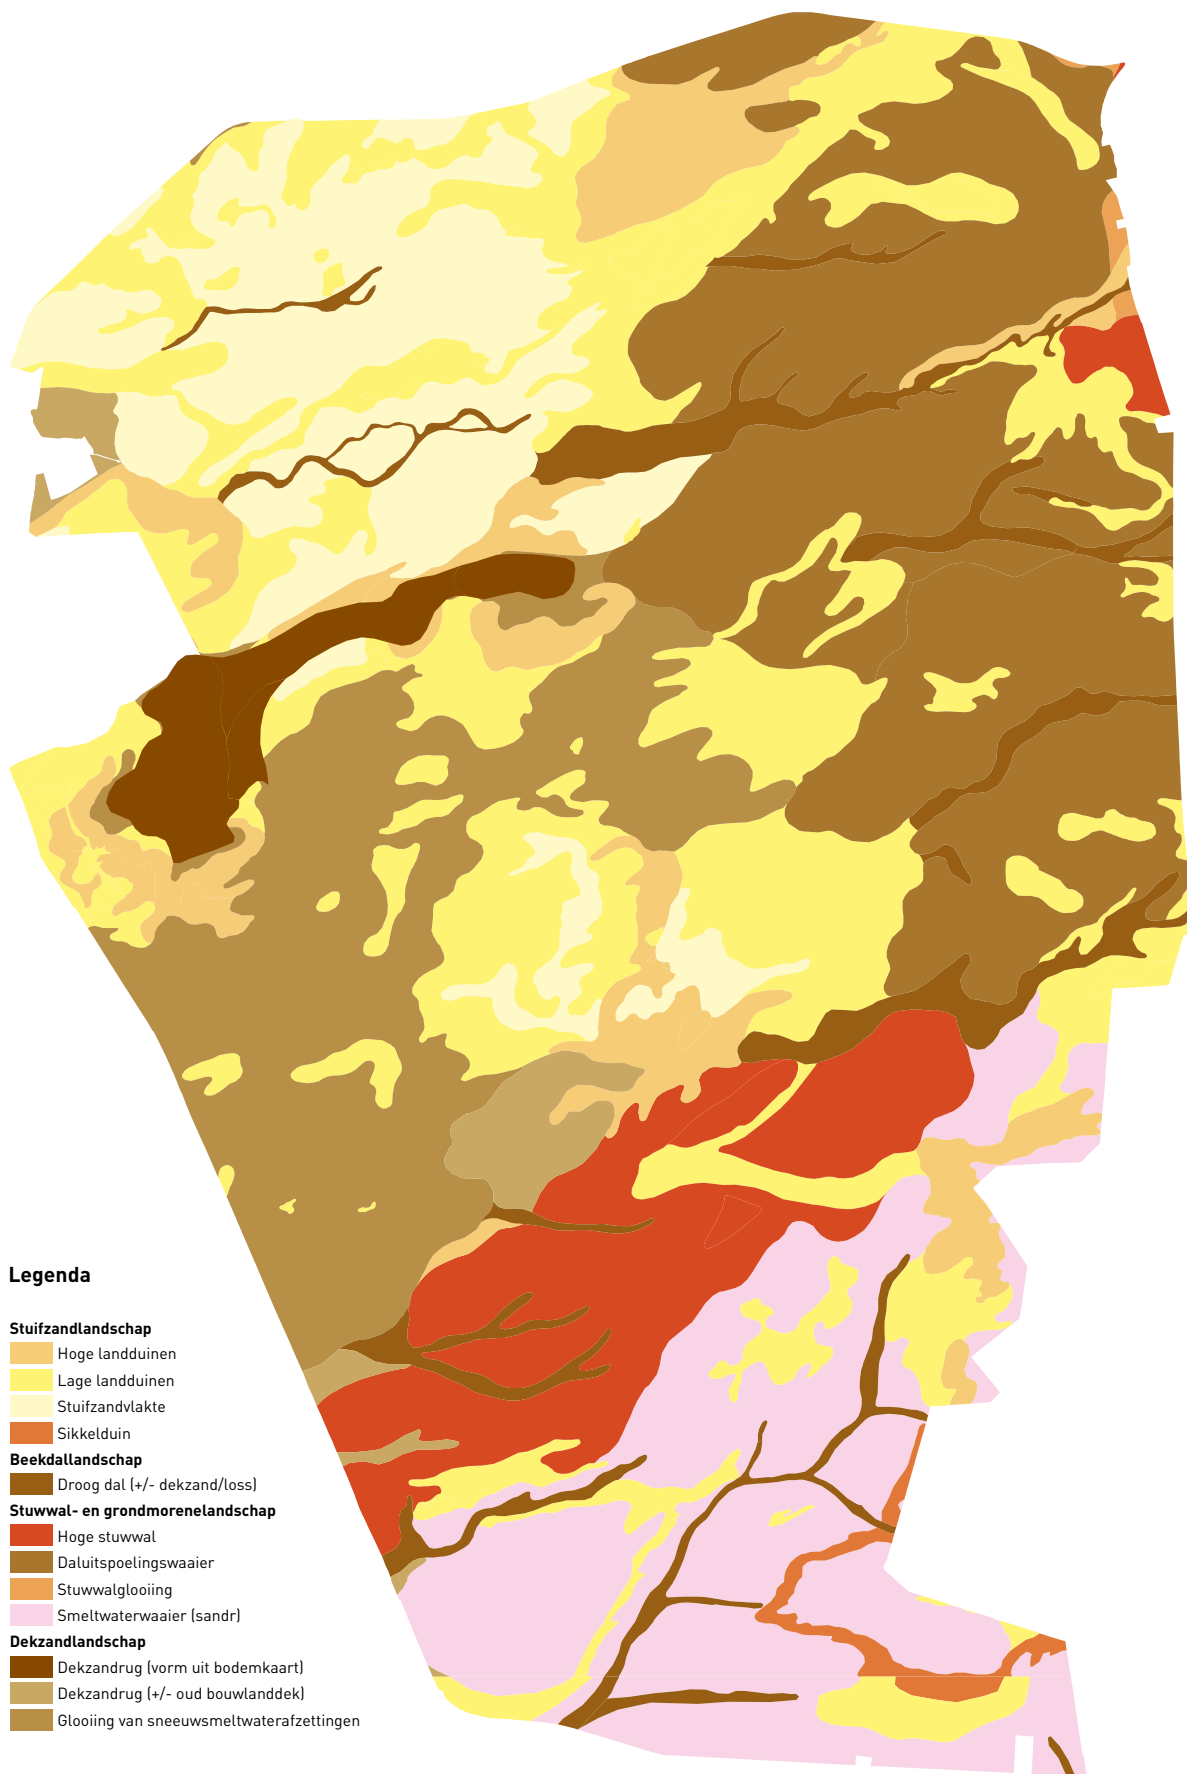 Legenda
Stuifzandlandschap
Hoge landduinen
Lage landduinen
Stuifzandvlakte
Sikkelduin
Beekdallandschap
Droog dal (+/- dekzand/loss)
Stuwwal- en grondmorenelandschap
Hoge stuwwal
Daluitspoelingswaaier
Stuwwalglooiing
Smeltwaterwaaier (sandr)
Dekzandlandschap
Dekzandrug (vorm uit bodemkaart)
Dekzandrug (+/- oud bouwlanddek)
Glooiing van sneeuwsmeltwaterafzettingen